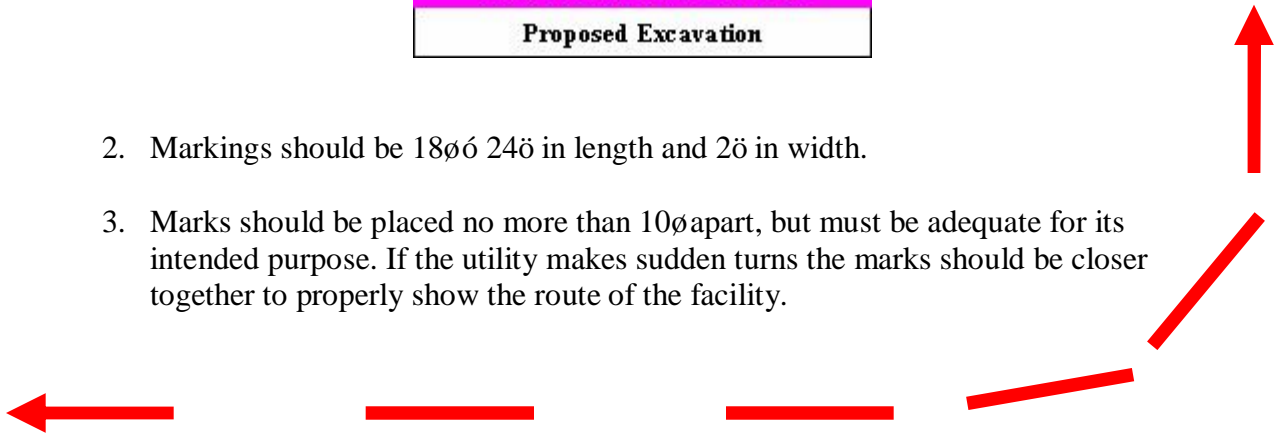 Proposed Excavation
2. Markings should be 18øó 24ö in length and 2ö in width.
3. Marks should be placed no more than 10ø apart, but must be adequate for its
intended purpose. If the utility makes sudden turns the marks should be closer
together to properly show the route of the facility.